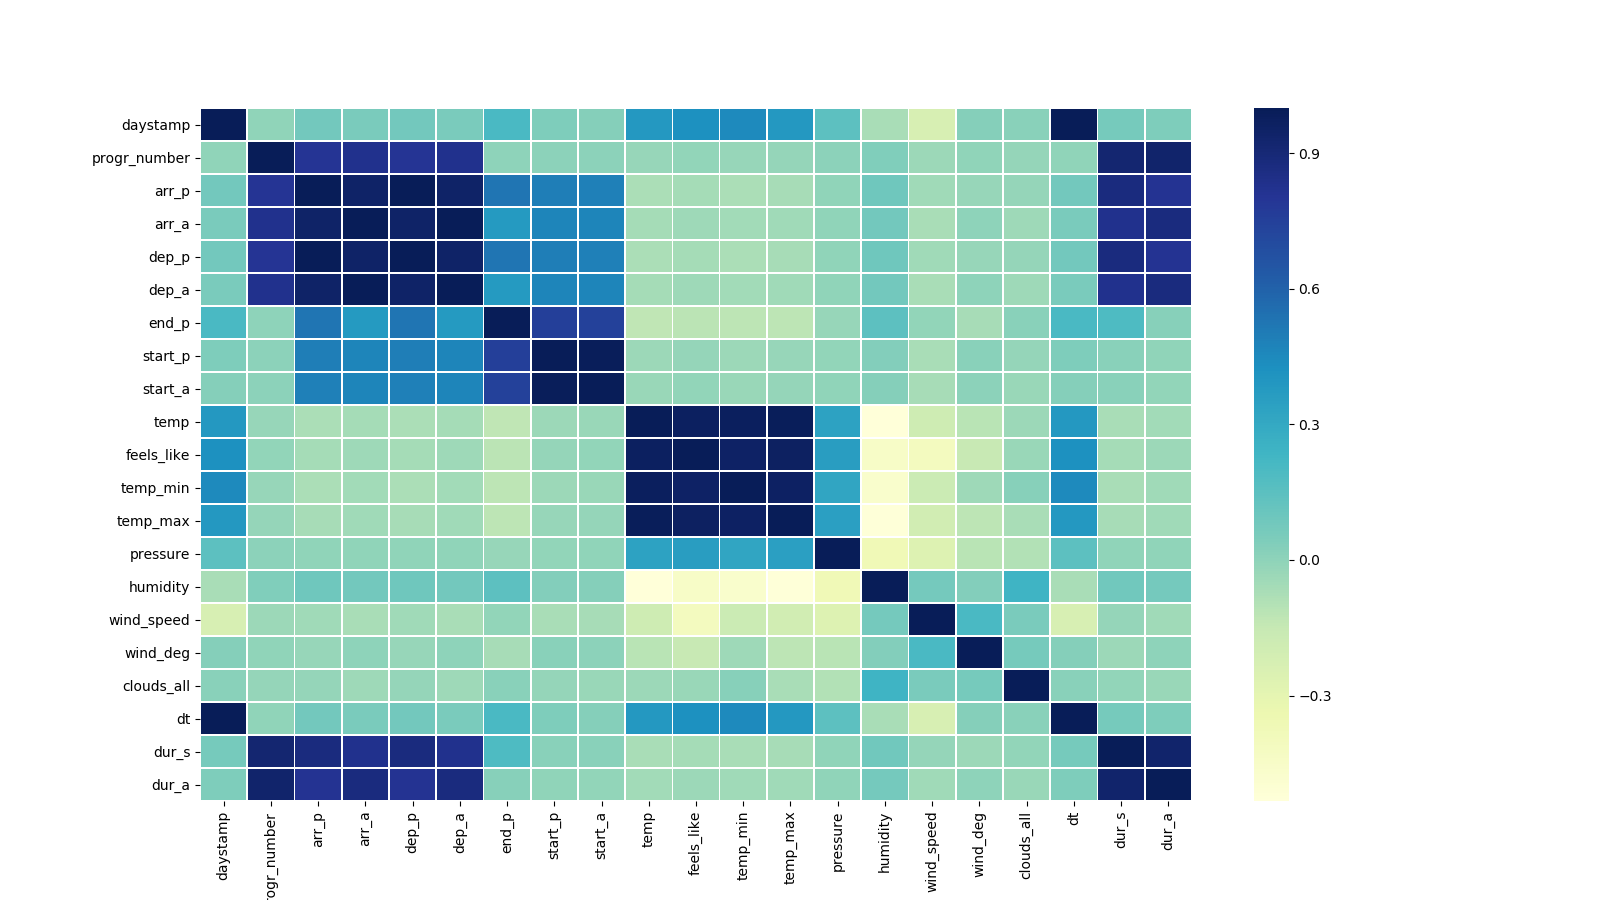 daystamp
progr_number
arr_p
arr_a
dep_p
dep_a
end_p
start_p
start_a
temp
feels_like
temp_min
temp_max
pressure
humidity
wind_speed
wind_deg
clouds_all
dt
dur_s
dur_a
daystamp
rogr_number
arr_p
arr_a
dep_p
dep_a
end_p
start_p
start_a
temp
feels_like
temp_min
temp_max
pressure
humidity
wind_speed
wind_deg
clouds_all
dt
dur_s
dur_a
0.9
0.6
0.3
0.0
−0.3